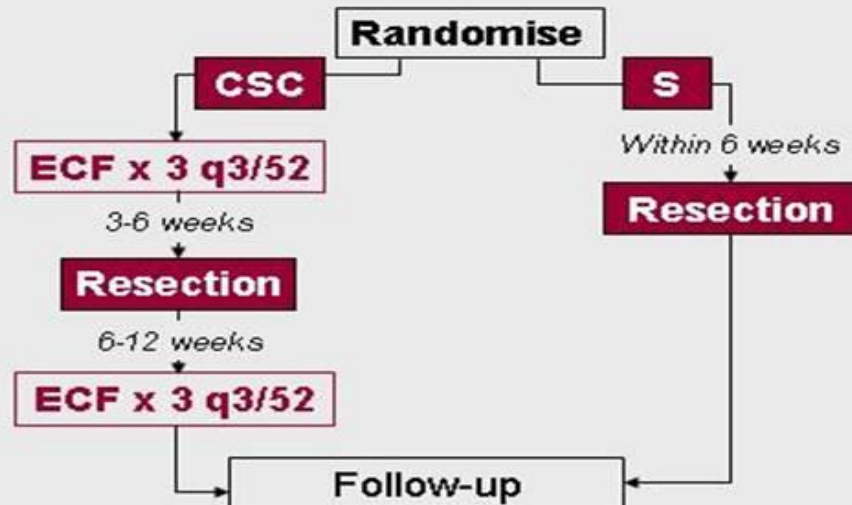 Randomise
CSC
S
ECF x 3 q3/52
Within 6 weeks
3-6 weeks
Resection
Resection
6-12 weeks
ECF x 3 q3/52
Follow-up